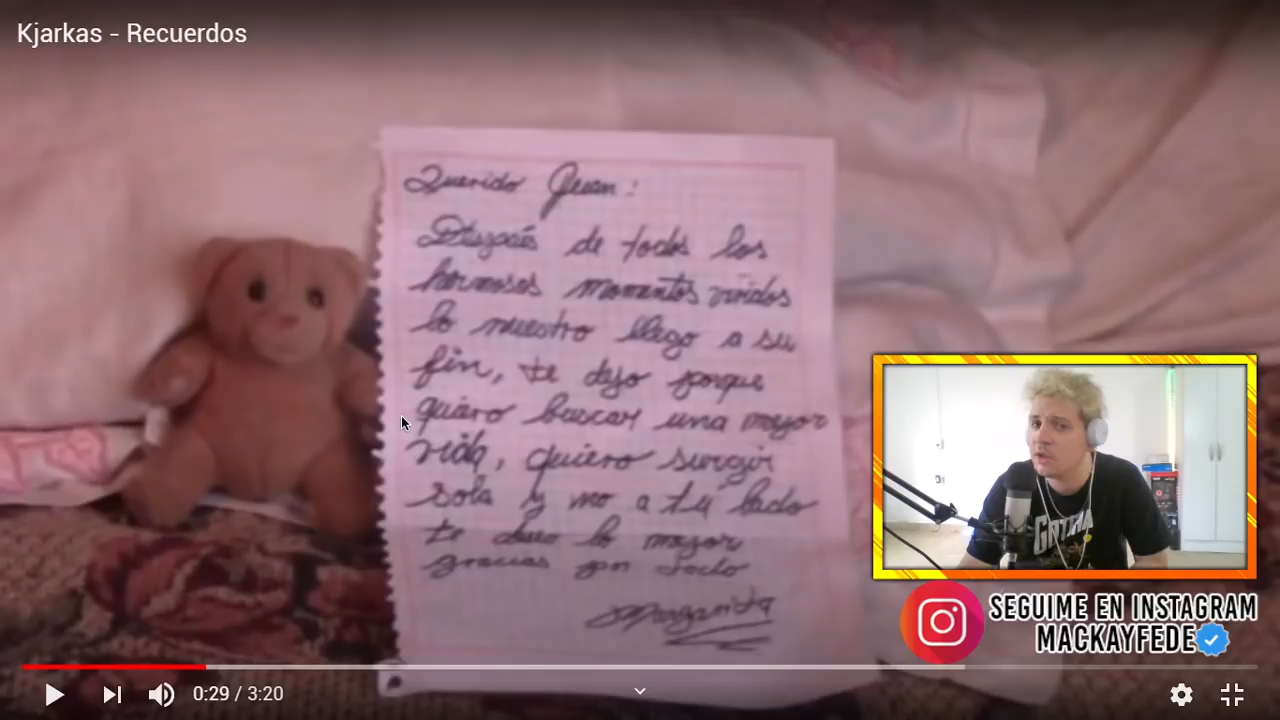 Kjarkas - Recuerdos
Querido Juan:
Después de todos los
hermosos momentos vividos
lo nuestro llego a su
fin, te dejo porque
quiero buscar una mejor
vida, quiero surgir
sola y no a tu lado
te deseo lo mejor
gracias por todo
Margarita
SEGUIME EN INSTAGRAM
MACKAYFEDE
0:29 / 3:20